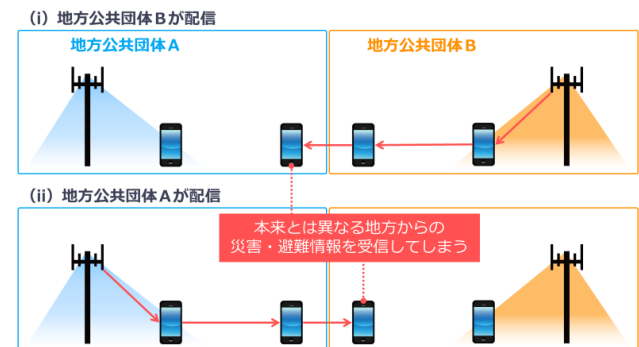 (i) 地方公共団体Bが配信
地方公共団体A
地方公共団体B
(ii) 地方公共団体Aが配信
本来とは異なる地方からの
災害・避難情報を受信してしまう